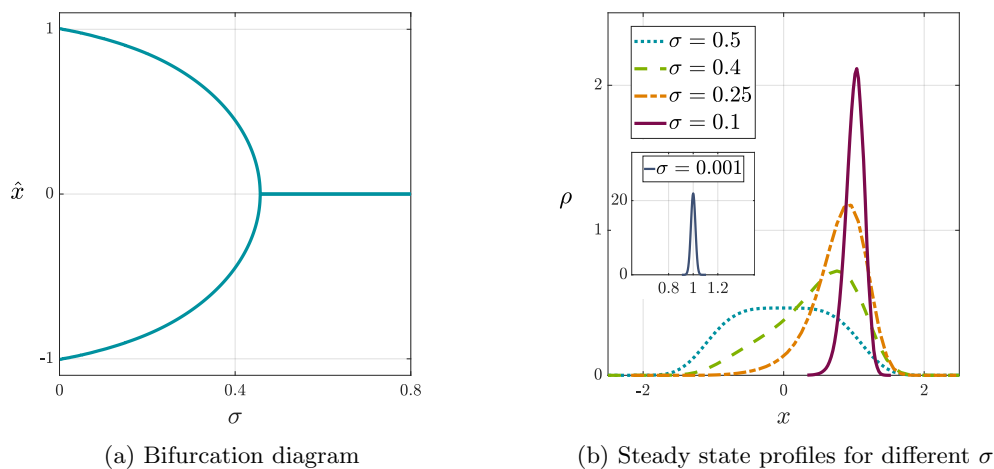 1
x̂
0
-1
0
0.4
0.8
σ
(a) Bifurcation diagram
σ = 0.5
σ = 0.4
σ = 0.25
σ = 0.1
σ = 0.001
20
0
0.8
1
1.2
2
1
0
ρ
-2
0
2
x
(b) Steady state profiles for different σ